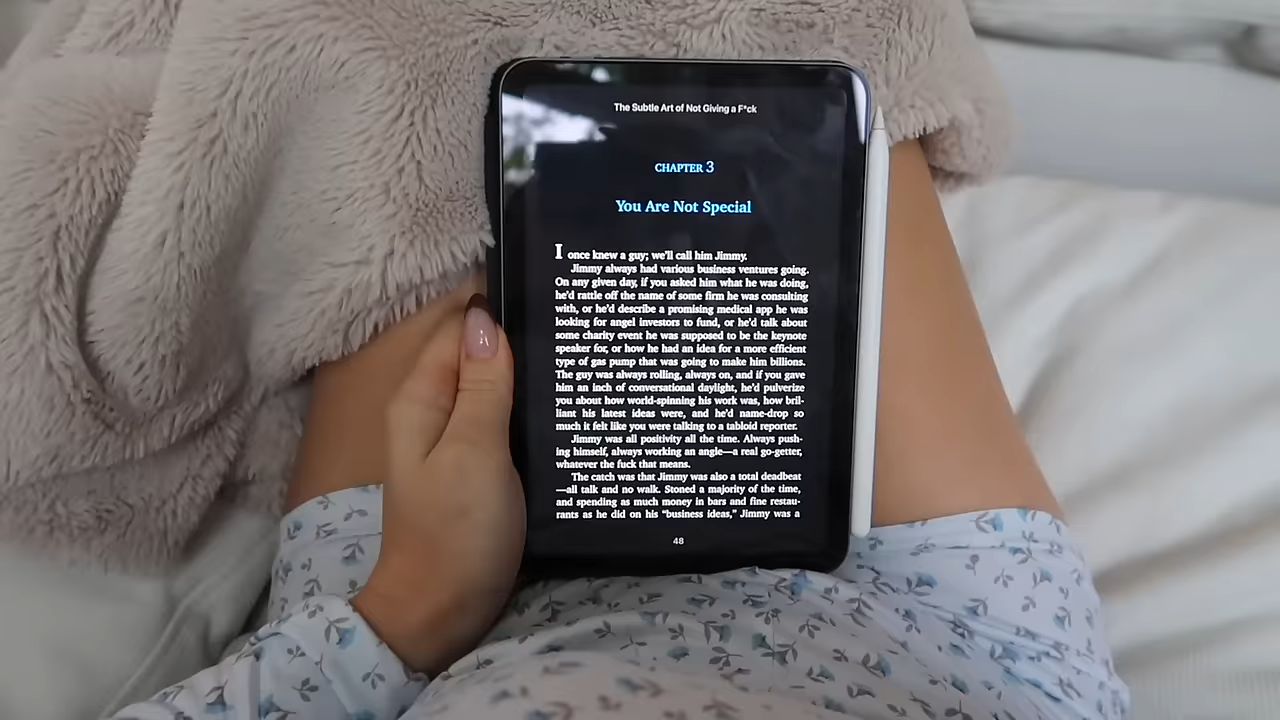 The Subtle Art of Not Giving a F*ck
CHAPTER 3
You Are Not Special
I once knew a guy; we'll call him Jimmy.
Jimmy always had various business ventures going.
On any given day, if you asked him what he was doing,
he'd rattle off the name of some firm he was consulting
with, or he'd describe a promising medical app he was
looking for angel investors to fund, or he'd talk about
some charity event he was supposed to be the keynote
speaker for, or how he had an idea for a more efficient
type of gas pump that was going to make him billions.
The guy was always rolling, always on, and if you gave
him an inch of conversational daylight, he'd pulverize
you about how world-spinning his work was, how bril-
liant his latest ideas were, and he'd name-drop so
much it felt like you were talking to a tabloid reporter.
Jimmy was all positivity all the time. Always push-
ing himself, always working an angle—a real go-getter,
whatever the fuck that means.
The catch was that Jimmy was also a total deadbeat
—all talk and no walk. Stoned a majority of the time,
and spending as much money in bars and fine restau-
rants as he did on his “business ideas,” Jimmy was a
48